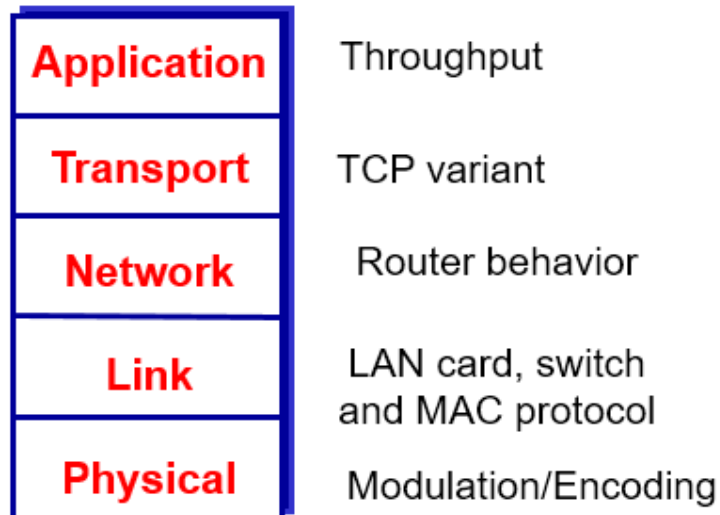 Application
Throughput
Transport
TCP variant
Network
Router behavior
Link
LAN card, switch
and MAC protocol
Physical
Modulation/Encoding